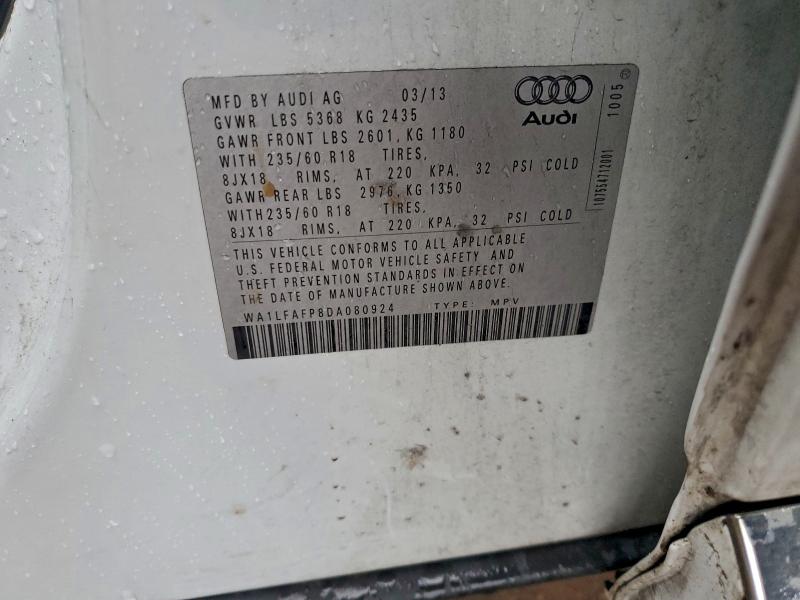 MFD BY AUDI AG 03/13
GVWR LBS 5368 KG 2435
GAWR FRONT LBS 2601, KG 1180
WITH 235/60 R18 TIRES,
8JX18 RIMS, AT 220 KPA, 32 PSI COLD
GAWR REAR LBS 2976, KG 1350
WITH235/60 R18 TIRES,
8JX18 RIMS, AT 220 KPA, 32 PSI COLD
THIS VEHICLE CONFORMS TO ALL APPLICABLE
U.S. FEDERAL MOTOR VEHICLE SAFETY AND
THEFT PREVENTION STANDARDS IN EFFECT ON
THE DATE OF MANUFACTURE SHOWN ABOVE.
WA1LFAFP8DA080924 TYPE: MPV
Audi
1005
107554712001